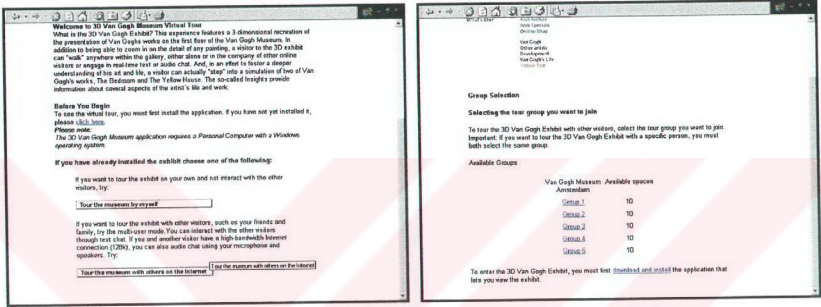 Welcome to 3D Van Gogh Museum Virtual Tour
What is the 3D Van Gogh Exhibit? This experience features a 3-dimensional recreation of
the presentation of Van Goghs works on the first floor of the Van Gogh Museum. In
addition to being able to zoom in on the detail of any painting, a visitor to the 3D exhibit
can "walk" anywhere within the gallery, either alone or in the company of other online
visitors or engage in real-time text or audio chat. And, in an effort to foster a deeper
understanding of his art and life, a visitor can actually "step" into a simulation of two of Van
Gogh's works, The Bedroom and The Yellow House. The so-called Insights provide
information about several aspects of the artist's life and work.
Before You Begin
To see the virtual tour, you must first install the application. If you have not yet installed it,
please click here.
Please note:
The 3D Van Gogh Museum application requires a Personal Computer with a Windows
operating system.
If you have already installed the exhibit choose one of the following:
If you want to tour the exhibit on your own and not interact with the other
visitors, try:
Tour the museum by myself
If you want to tour the exhibit with other visitors, such as your friends and
family, try the multi-user mode. You can interact with the other visitors
through text chat. If you and another visitor have a high-bandwidth Internet
connection (128k), you can also audio chat using your microphone and
speakers. Try:
Tour the museum with others on the Internet
Tour the museum with others on the Internet
What's New?
Web Specials
Online Shop
Van Gogh
Other artists
Development
Van Gogh's Life
Virtual Tour
Group Selection
Selecting the tour group you want to join
To tour the 3D Van Gogh Exhibit with other visitors, select the tour group you want to join.
Important: If you want to tour the 3D Van Gogh Exhibit with a specific person, you must
both select the same group.
Available Groups
Van Gogh Museum Available spaces
Amsterdam
Group 1 10
Group 2 10
Group 3 10
Group 4 10
Group 5 10
To enter the 3D Van Gogh Exhibit, you must first download and install the application that
lets you view the exhibit.